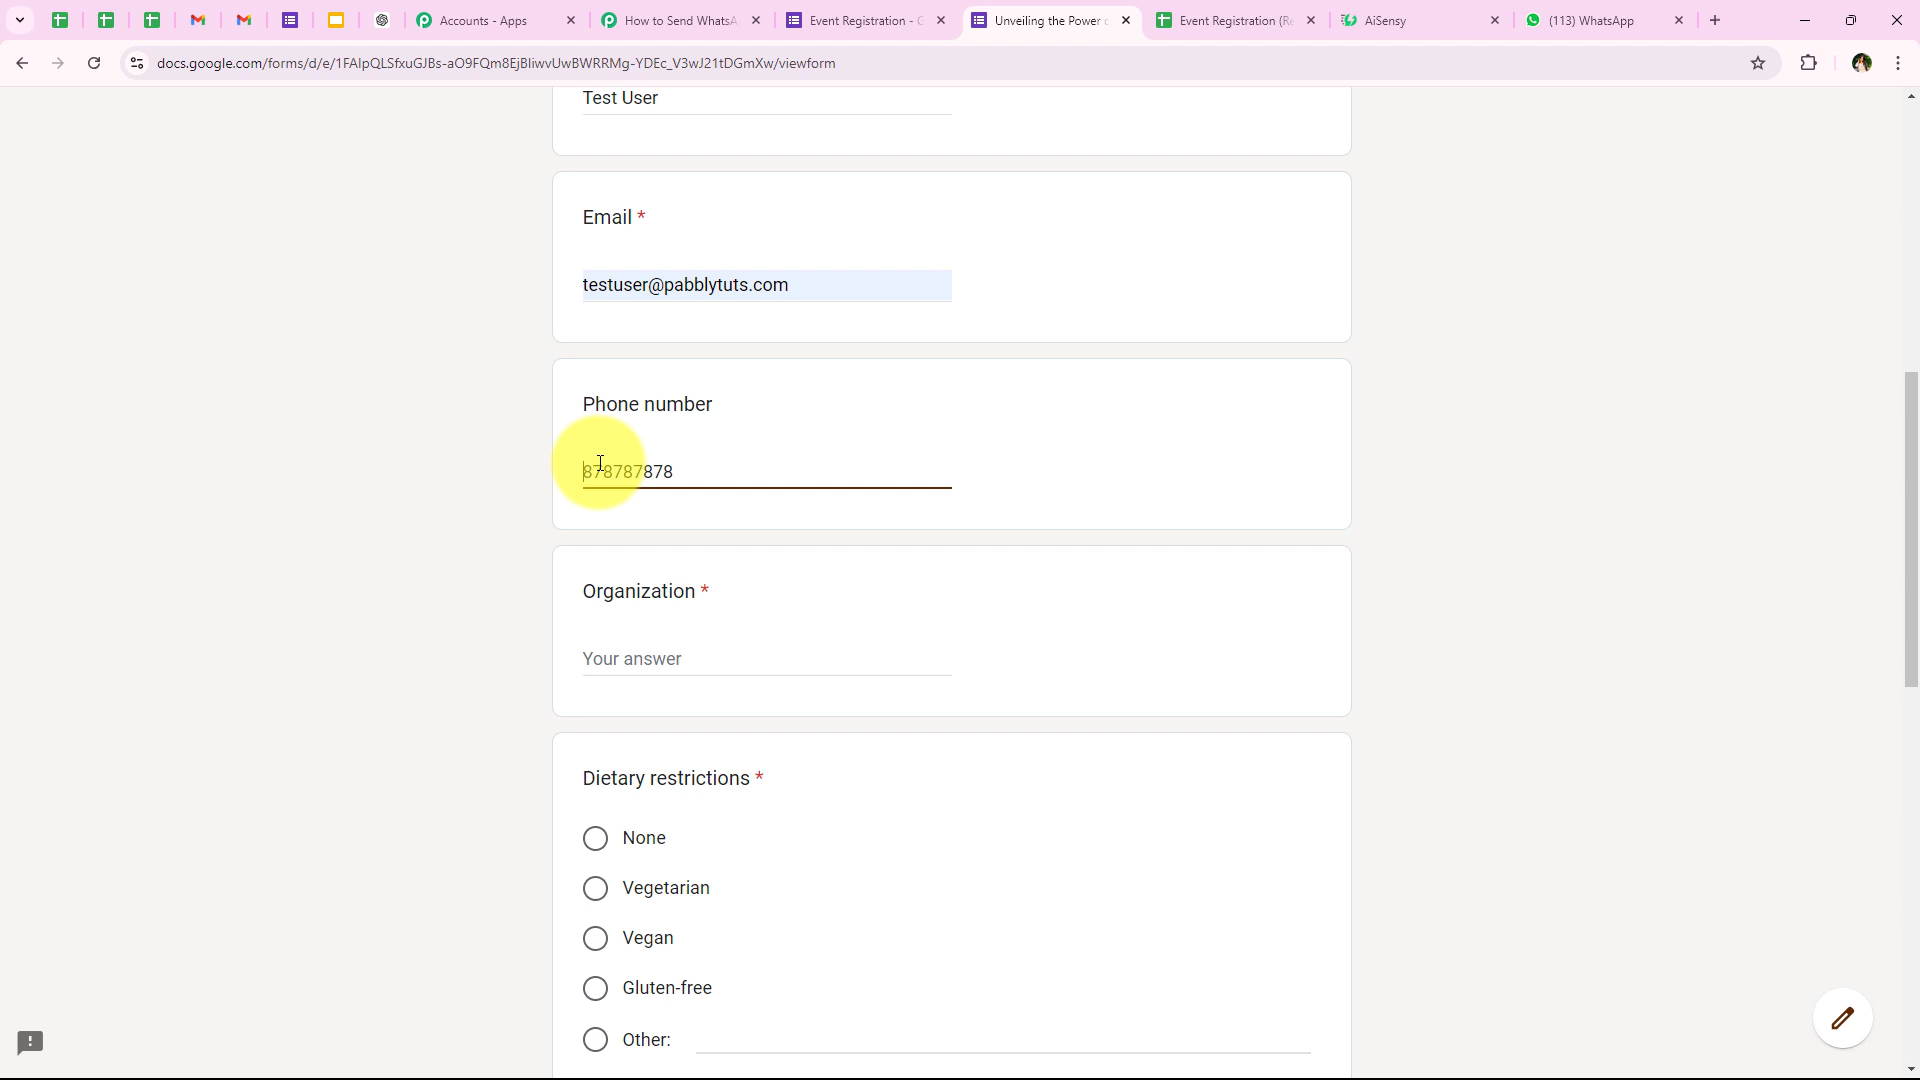 Accounts - Apps
How to Send WhatsA
Event Registration - G
Unveiling the Power o
Event Registration (Re
AiSensy
(113) WhatsApp
docs.google.com/forms/d/e/1FAIpQLSfxuGJBs-aO9FQm8EjBliwvUwBWRRMg-YDEc_V3wJ21tDGmXw/viewform
Test User
Email *
testuser@pabblytuts.com
Phone number
878787878
Organization *
Your answer
Dietary restrictions *
None
Vegetarian
Vegan
Gluten-free
Other: